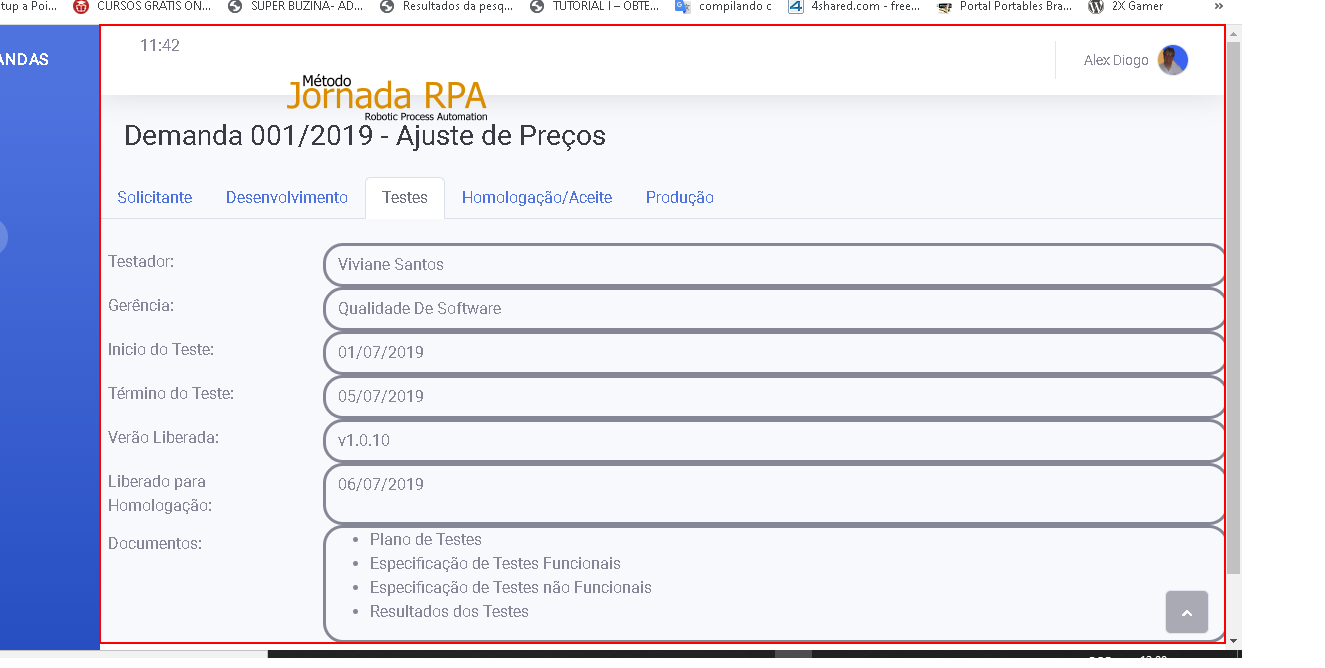 tup a Poi... CURSOS GRATIS ON... SUPER BUZINA- AD... Resultados da pesq... TUTORIAL I – OBTE... compilando c 4shared.com - free... Portal Portables Bra... 2X Gamer »
ANDAS
11:42
Alex Diogo
Método
Jornada RPA
Robotic Process Automation
Demanda 001/2019 - Ajuste de Preços
Solicitante Desenvolvimento Testes Homologação/Aceite Produção
Testador: Viviane Santos
Gerência: Qualidade De Software
Inicio do Teste: 01/07/2019
Término do Teste: 05/07/2019
Verão Liberada: v1.0.10
Liberado para 06/07/2019
Homologação:
Documentos: • Plano de Testes
• Especificação de Testes Funcionais
• Especificação de Testes não Funcionais
• Resultados dos Testes